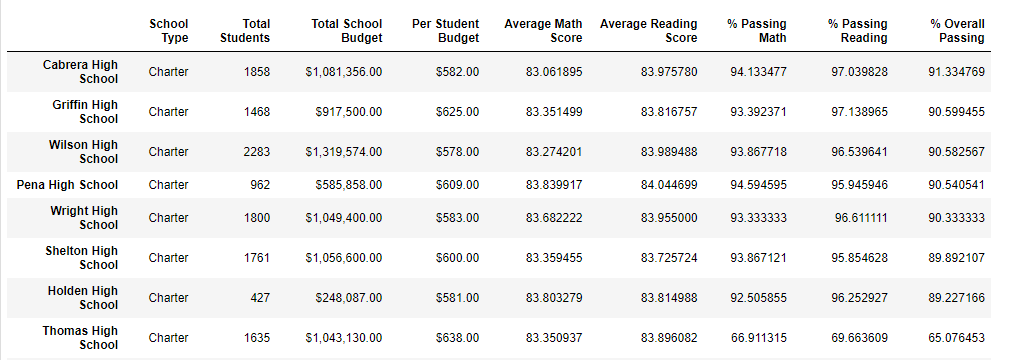 School Type Total Students Total School Budget Per Student Budget Average Math Score Average Reading Score % Passing Math % Passing Reading % Overall Passing
Cabrera High School Charter 1858 $1,081,356.00 $582.00 83.061895 83.975780 94.133477 97.039828 91.334769
Griffin High School Charter 1468 $917,500.00 $625.00 83.351499 83.816757 93.392371 97.138965 90.599455
Wilson High School Charter 2283 $1,319,574.00 $578.00 83.274201 83.989488 93.867718 96.539641 90.582567
Pena High School Charter 962 $585,858.00 $609.00 83.839917 84.044699 94.594595 95.945946 90.540541
Wright High School Charter 1800 $1,049,400.00 $583.00 83.682222 83.955000 93.333333 96.611111 90.333333
Shelton High School Charter 1761 $1,056,600.00 $600.00 83.359455 83.725724 93.867121 95.854628 89.892107
Holden High School Charter 427 $248,087.00 $581.00 83.803279 83.814988 92.505855 96.252927 89.227166
Thomas High School Charter 1635 $1,043,130.00 $638.00 83.350937 83.896082 66.911315 69.663609 65.076453